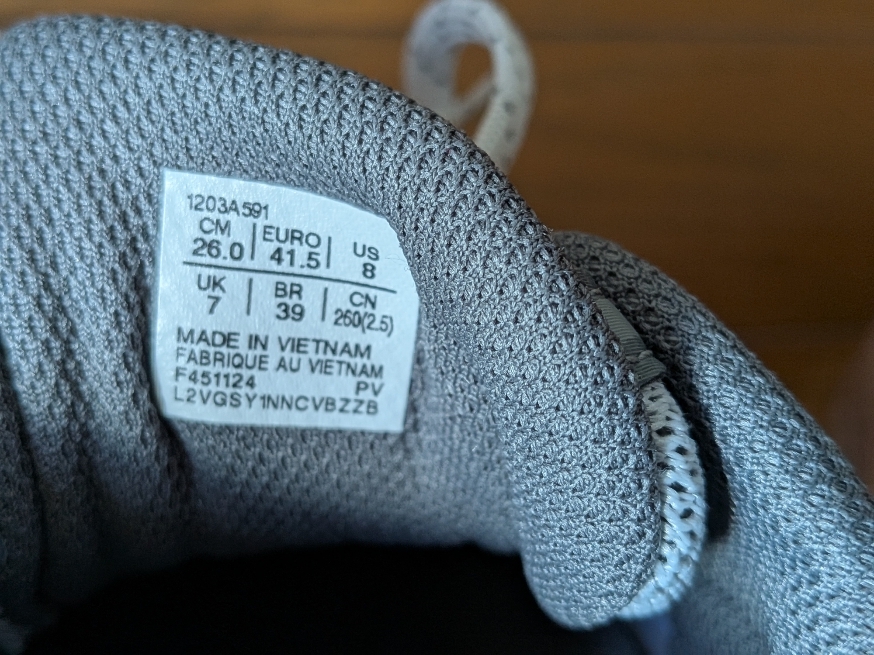 1203A591
CM | EURO | US
26.0 | 41.5 | 8
UK | BR | CN
7 | 39 | 260(2.5)
MADE IN VIETNAM
FABRIQUE AU VIETNAM
F451124 PV
L2VGSY1NNCVBZZB